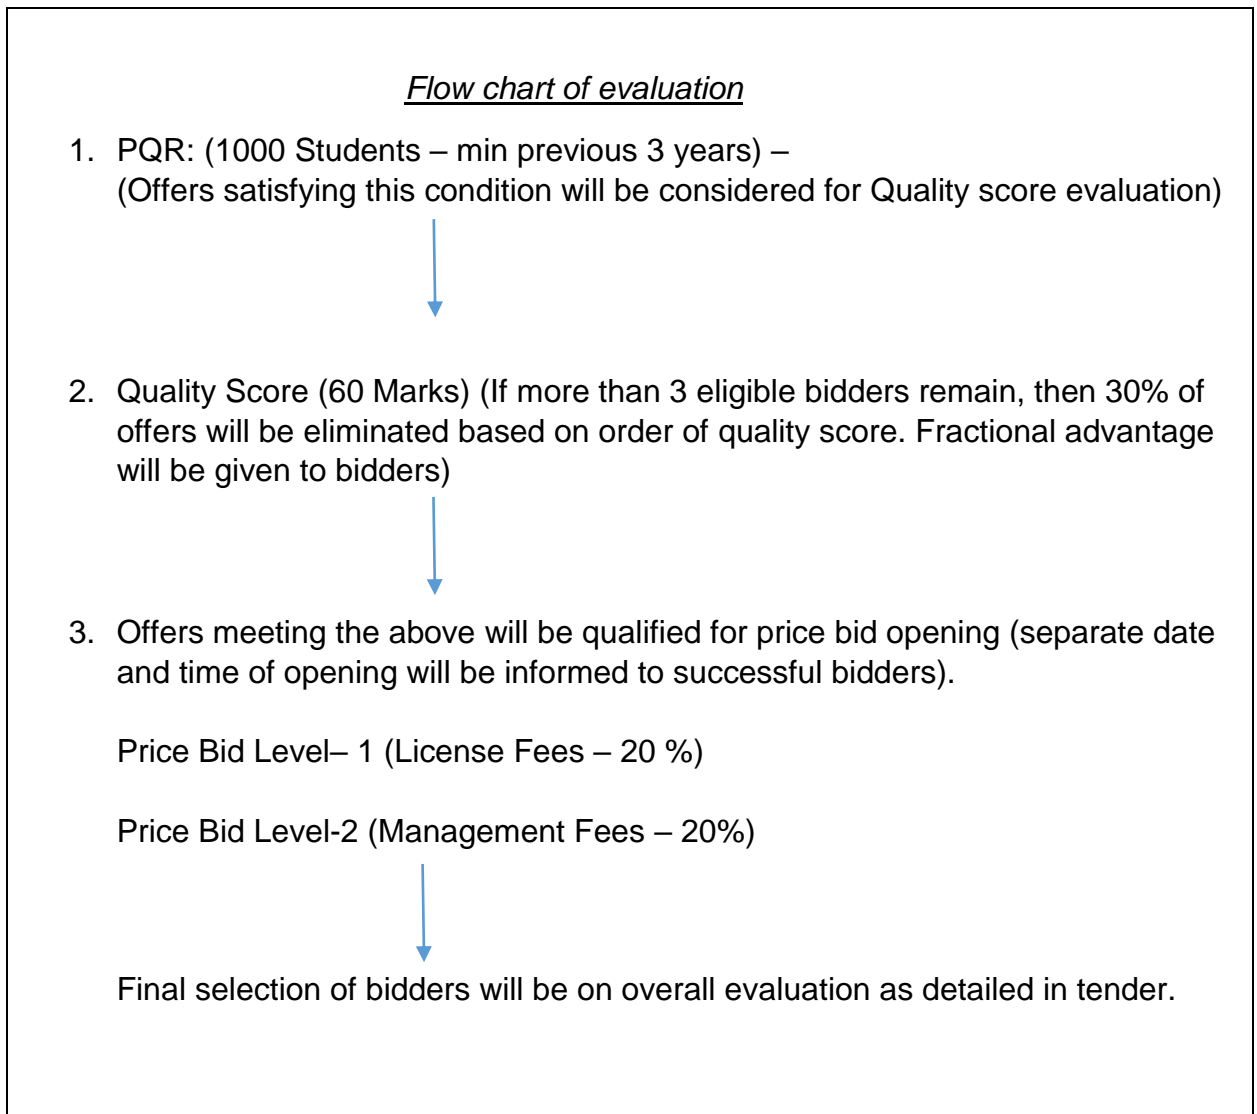 Flow chart of evaluation
1. PQR: (1000 Students – min previous 3 years) –
(Offers satisfying this condition will be considered for Quality score evaluation)
2. Quality Score (60 Marks) (If more than 3 eligible bidders remain, then 30% of
offers will be eliminated based on order of quality score. Fractional advantage
will be given to bidders)
3. Offers meeting the above will be qualified for price bid opening (separate date
and time of opening will be informed to successful bidders).
Price Bid Level– 1 (License Fees – 20 %)
Price Bid Level-2 (Management Fees – 20%)
Final selection of bidders will be on overall evaluation as detailed in tender.